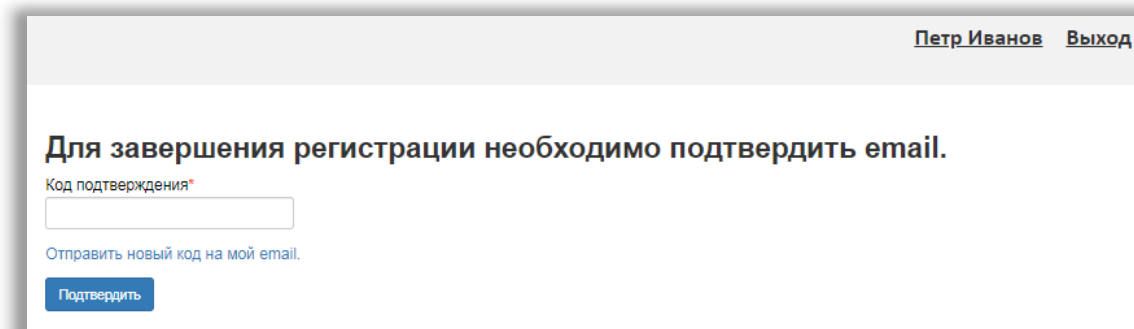 Петр Иванов Выход
Для завершения регистрации необходимо подтвердить email.
Код подтверждения*
Отправить новый код на мой email.
Подтвердить